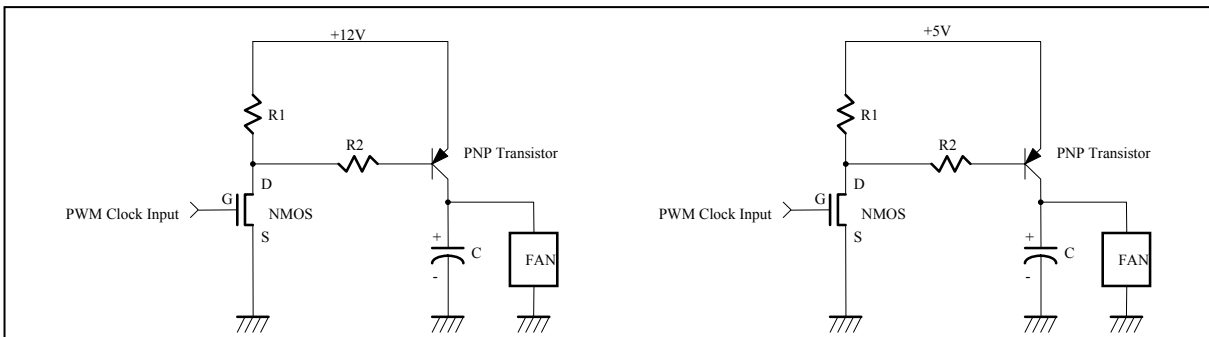 +12V
R1
R2
PNP Transistor
D
G
PWM Clock Input
NMOS
S
+
C
-
FAN
+5V
R1
R2
PNP Transistor
D
G
PWM Clock Input
NMOS
S
+
C
-
FAN